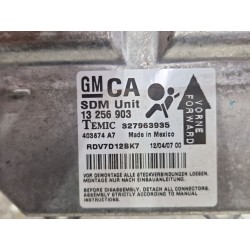 GM CA
SDM Unit
13 256 903
TEMIC 327963935
403674 A7 Made in Mexico
RDV7D12SK7 12/04/07 00
VORNE
FORWARD
VOR DEMONTAGE ALLE STECKVERBINDUNGEN LOESEN
MONTAGE NUR NACH EINBAUANLEITUNG.
BEFORE DISASSEMBLY, DETACH ALL CONNECTORS
ASSEMBLY STRICTLY ACCORDING TO MANUAL
INSTRUCTIONS